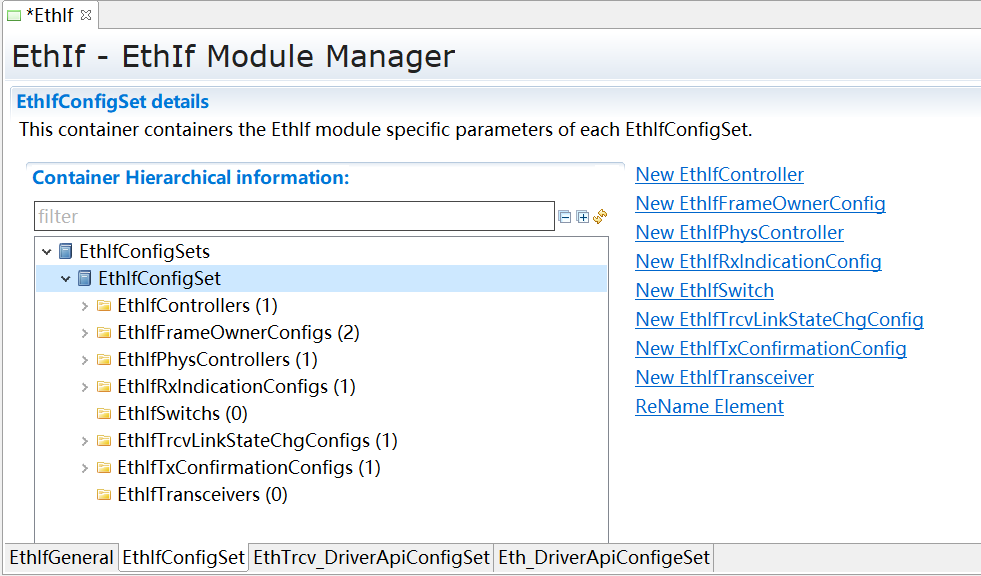 *EthIf
EthIf - EthIf Module Manager
EthIfConfigSet details
This container containers the EthIf module specific parameters of each EthIfConfigSet.
Container Hierarchical information:
filter
EthIfConfigSets
EthIfConfigSet
EthIfControllers (1)
EthIfFrameOwnerConfigs (2)
EthIfPhysControllers (1)
EthIfRxIndicationConfigs (1)
EthIfSwitchs (0)
EthIfTrcvLinkStateChgConfigs (1)
EthIfTxConfirmationConfigs (1)
EthIfTransceivers (0)
New EthIfController
New EthIfFrameOwnerConfig
New EthIfPhysController
New EthIfRxIndicationConfig
New EthIfSwitch
New EthIfTrcvLinkStateChgConfig
New EthIfTxConfirmationConfig
New EthIfTransceiver
ReName Element
EthIfGeneral EthIfConfigSet EthTrcv_DriverApiConfigSet Eth_DriverApiConfigeSet